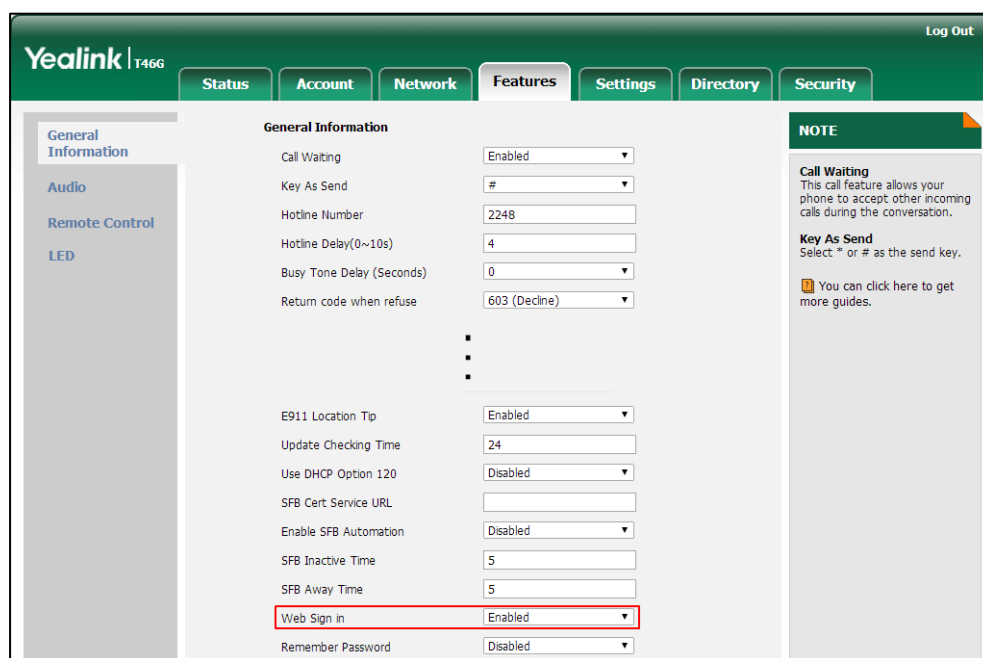 Log Out
Yealink T46G
Status Account Network Features Settings Directory Security
General
Information
Audio
Remote Control
LED
General Information
Call Waiting Enabled
Key As Send #
Hotline Number 2248
Hotline Delay(0~10s) 4
Busy Tone Delay (Seconds) 0
Return code when refuse 603 (Decline)
E911 Location Tip Enabled
Update Checking Time 24
Use DHCP Option 120 Disabled
SFB Cert Service URL
Enable SFB Automation Disabled
SFB Inactive Time 5
SFB Away Time 5
Web Sign in Enabled
Remember Password Disabled
NOTE
Call Waiting
This call feature allows your
phone to accept other incoming
calls during the conversation.
Key As Send
Select * or # as the send key.
You can click here to get
more guides.